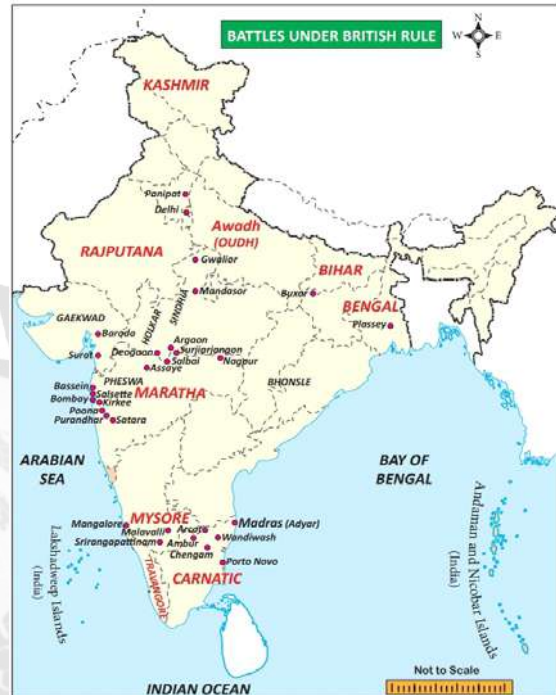 BATTLES UNDER BRITISH RULE
N
W
E
S
KASHMIR
Panipat
Delhi
Awadh
(OUDH)
RAJPUTANA
Gwalior
BIHAR
Mandasor
Buxar
BENGAL
GAEKWAD
HOLKAR
SINDHIA
Plassey
Baroda
Argaon
Surat
Deogaon
Surjiarjangaon
Salbai
Nagpur
Assaye
PHESWA
BHONSLE
Bassein
Salsette
MARATHA
Bombay
Kirkee
Poona
Purandhar
Satara
ARABIAN
SEA
BAY OF
BENGAL
MYSORE
Madras (Adyar)
Mangalore
Arcot
Malavalli
Wandiwash
Srirangapattinam
Ambur
Chengam
Porto Novo
CARNATIC
TRAVANGORE
Lakshadweep Islands
(India)
Andaman and Nicobar Islands
(India)
INDIAN OCEAN
Not to Scale